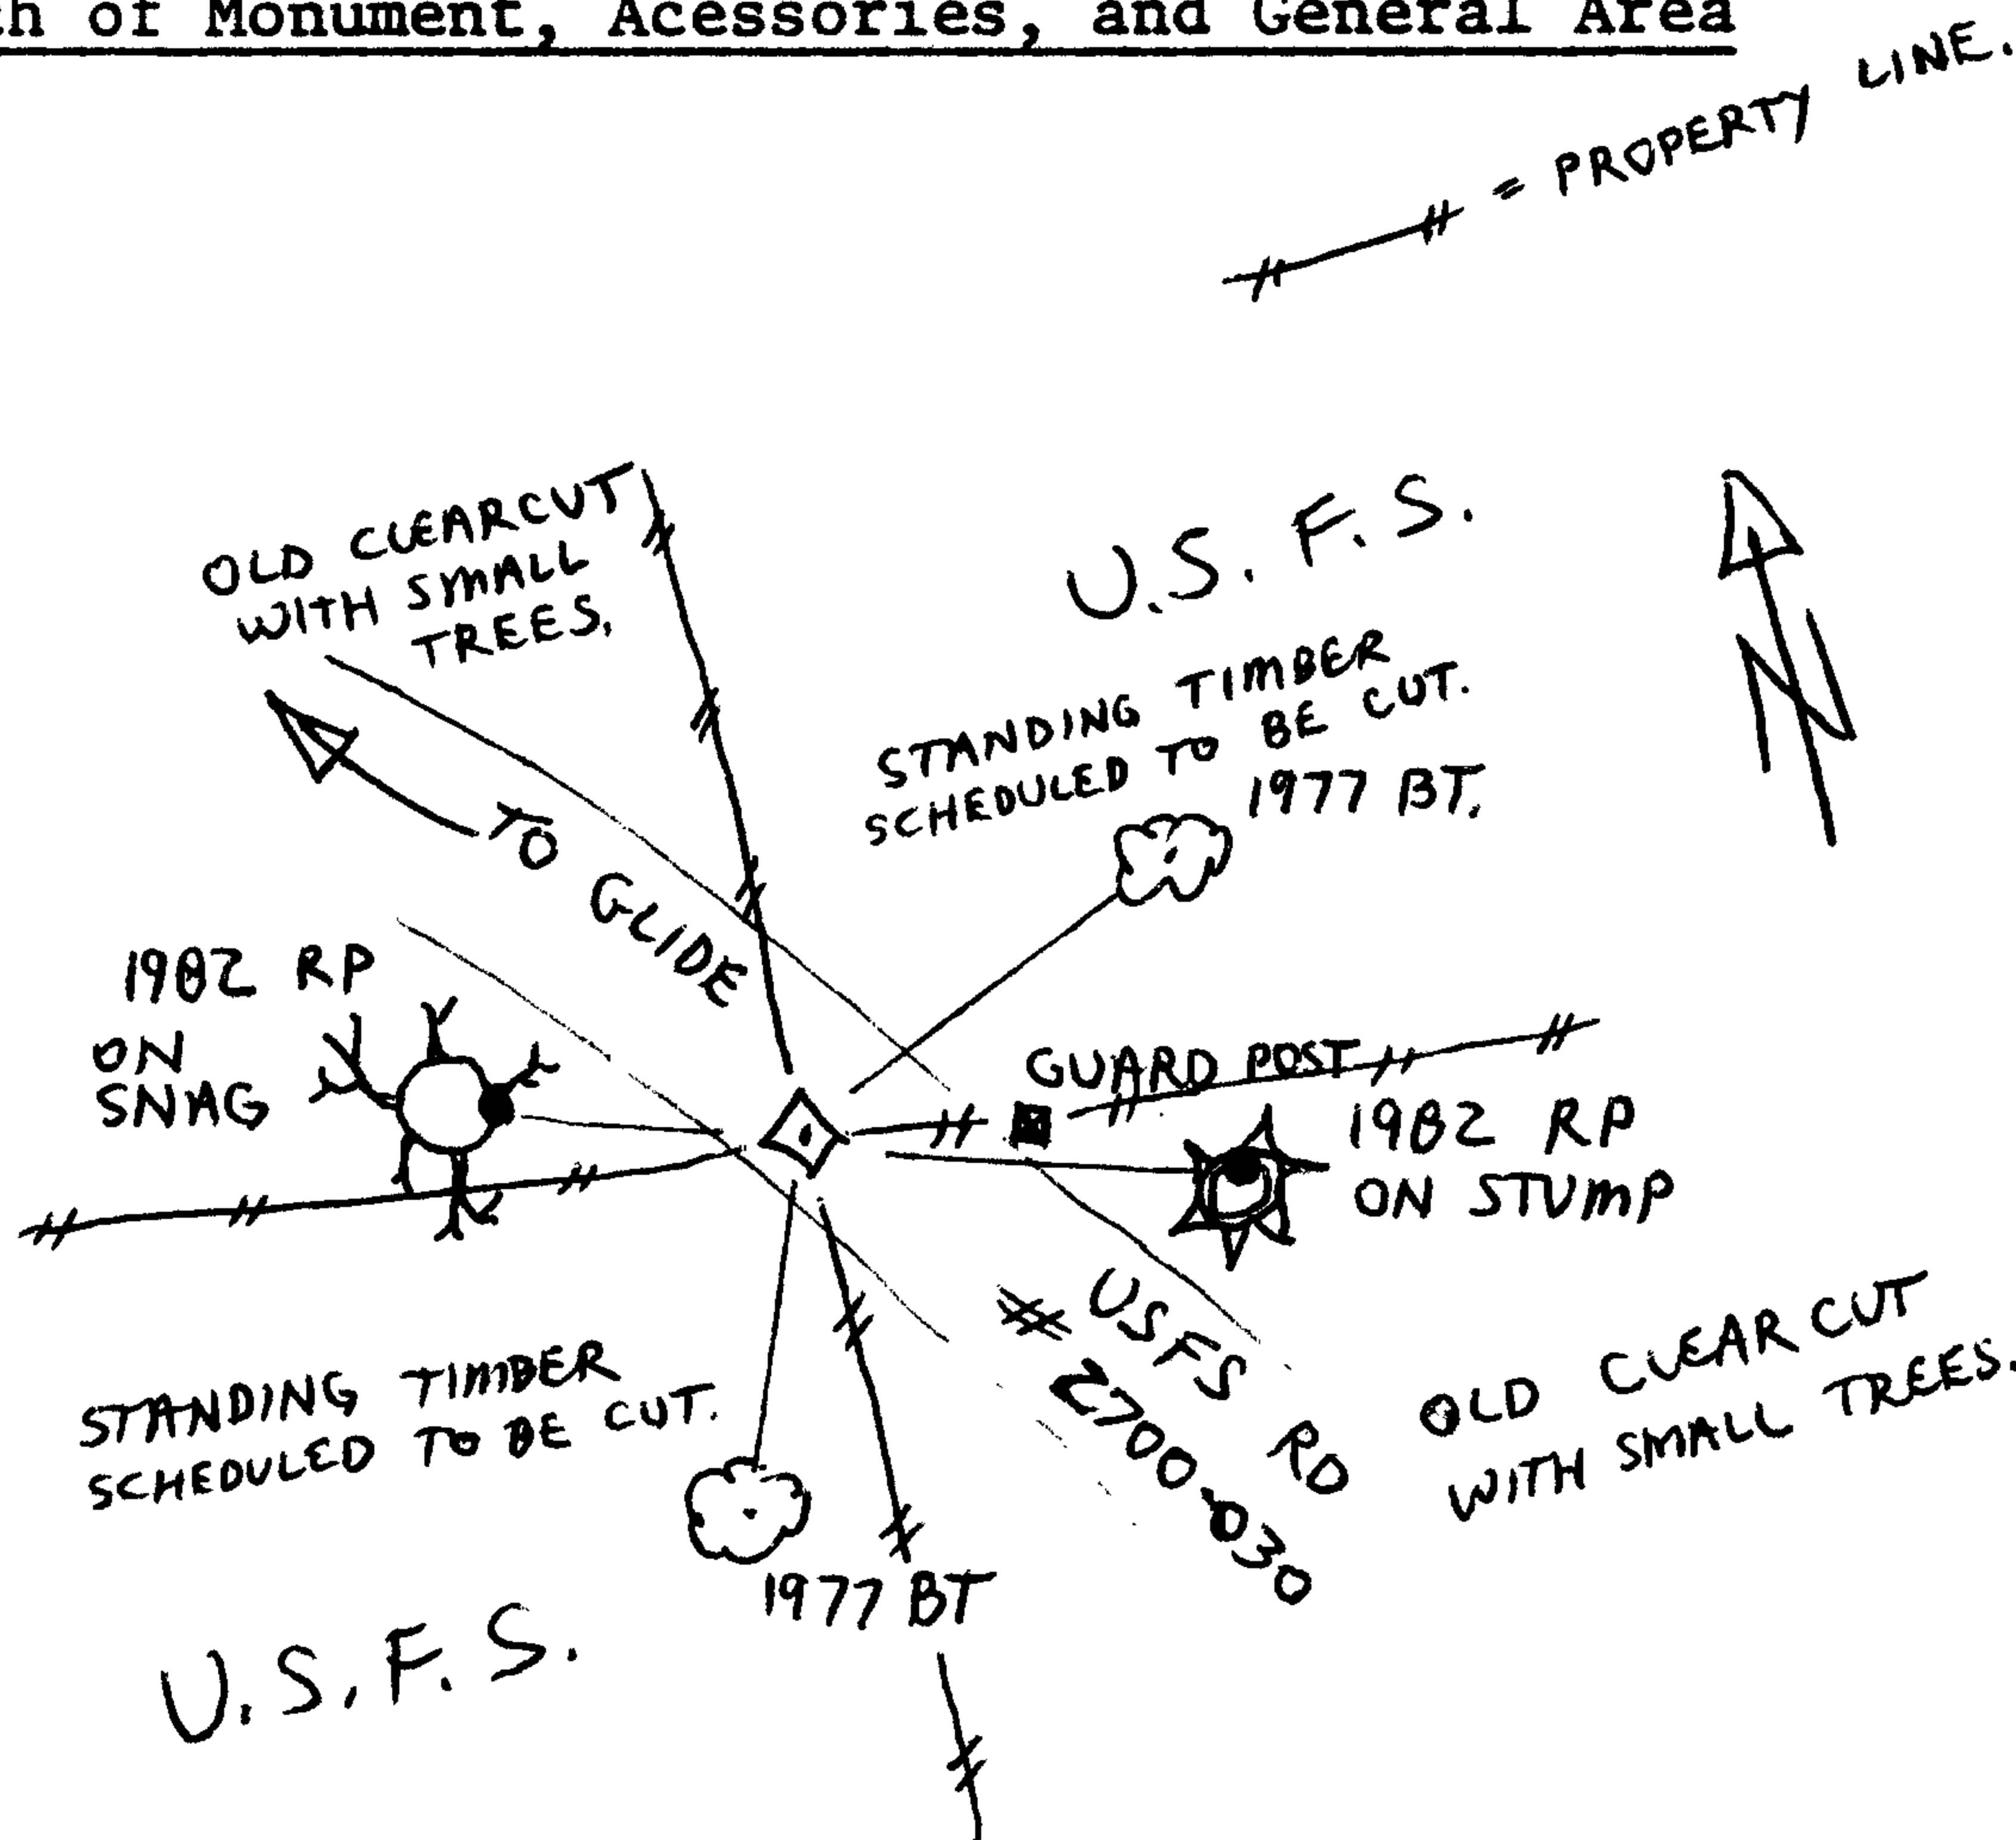 h of Monument, Acessories, and General Area
= PROPERTY LINE.
OLD CLEARCUT
WITH SMALL
TREES.
U.S. F. S.
N
STANDING TIMBER
SCHEDULED TO BE CUT.
1977 BT.
TO GLIDE
1982 RP
ON
SNAG
GUARD POST
1982 RP
ON STUMP
USFS RD
# 2700-030
OLD CLEAR CUT
WITH SMALL TREES.
STANDING TIMBER
SCHEDULED TO BE CUT.
1977 BT
U.S.F.S.